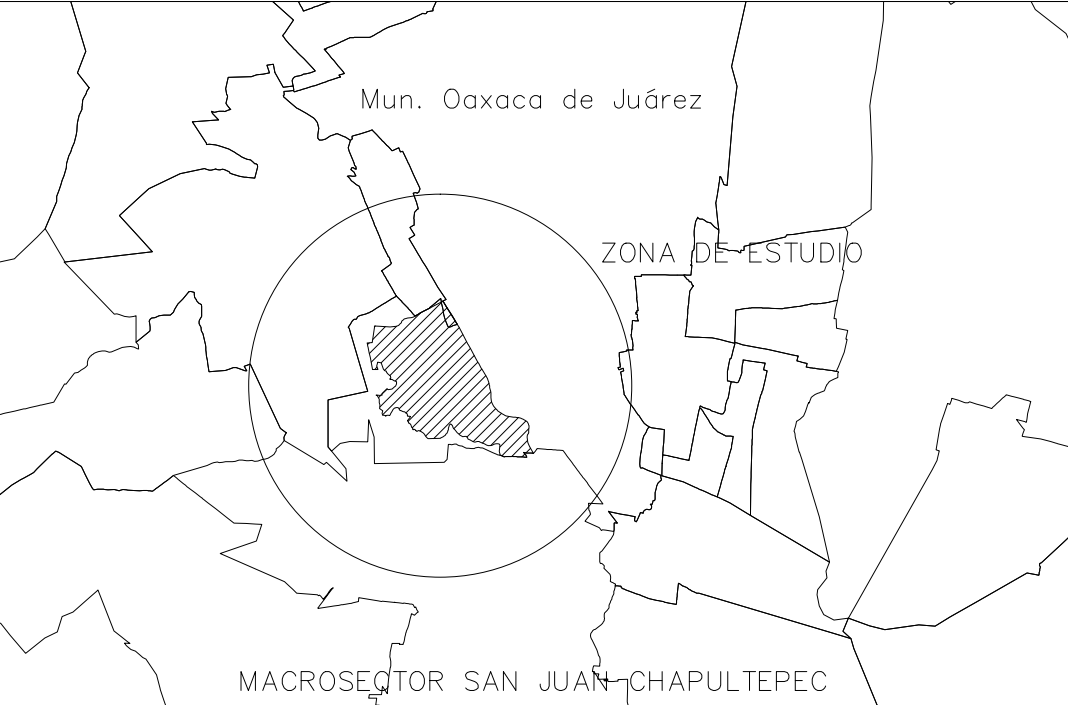 Mun. Oaxaca de Juárez
ZONA DE ESTUDIO
MACROSECTOR SAN JUAN CHAPULTEPEC